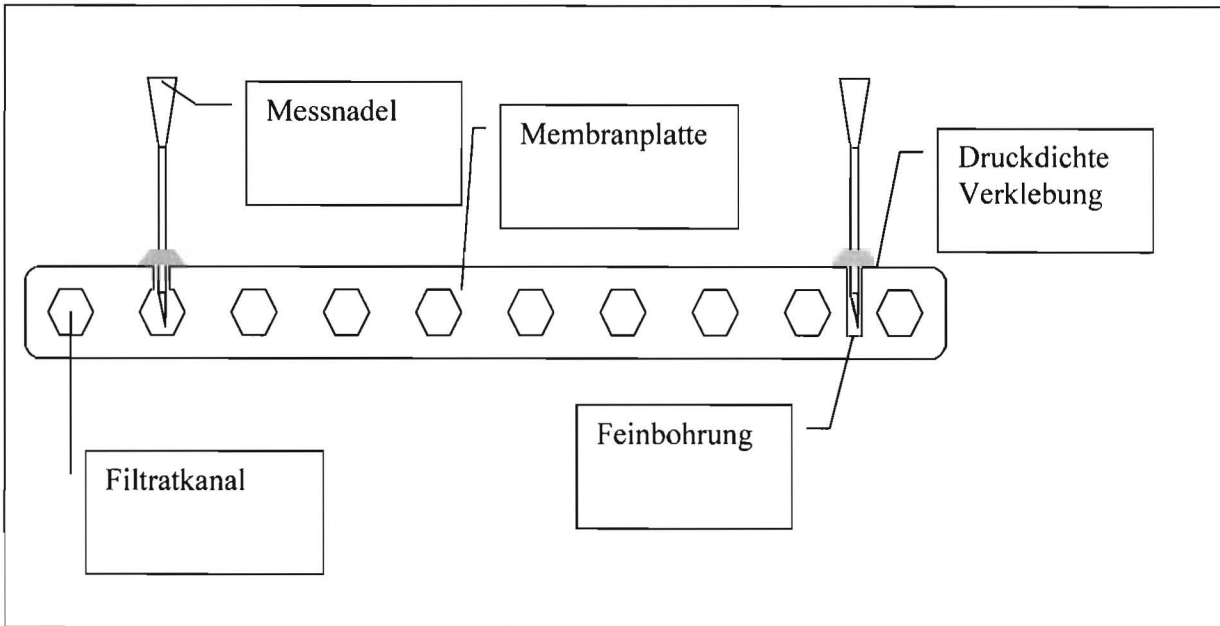 Messnadel
Membranplatte
Druckdichte
Verklebung
Feinbohrung
Filtratkanal